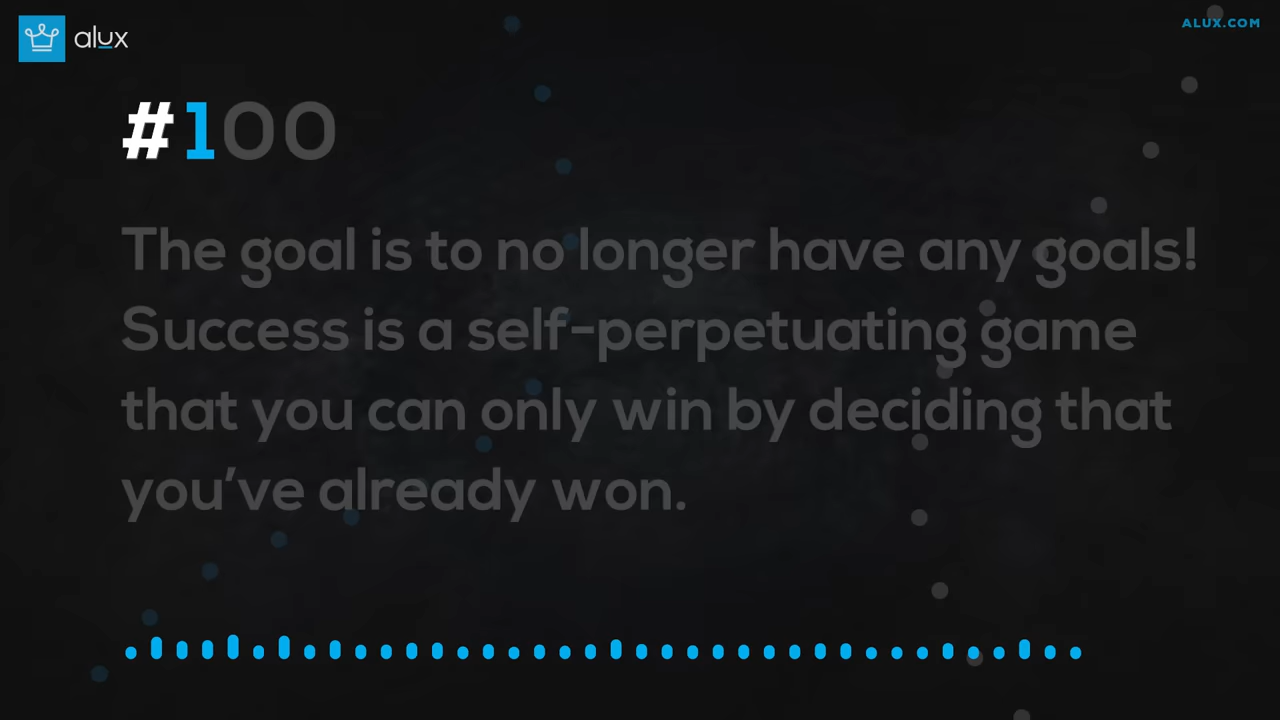 alux
ALUX.COM
#100
The goal is to no longer have any goals!
Success is a self-perpetuating game
that you can only win by deciding that
you’ve already won.